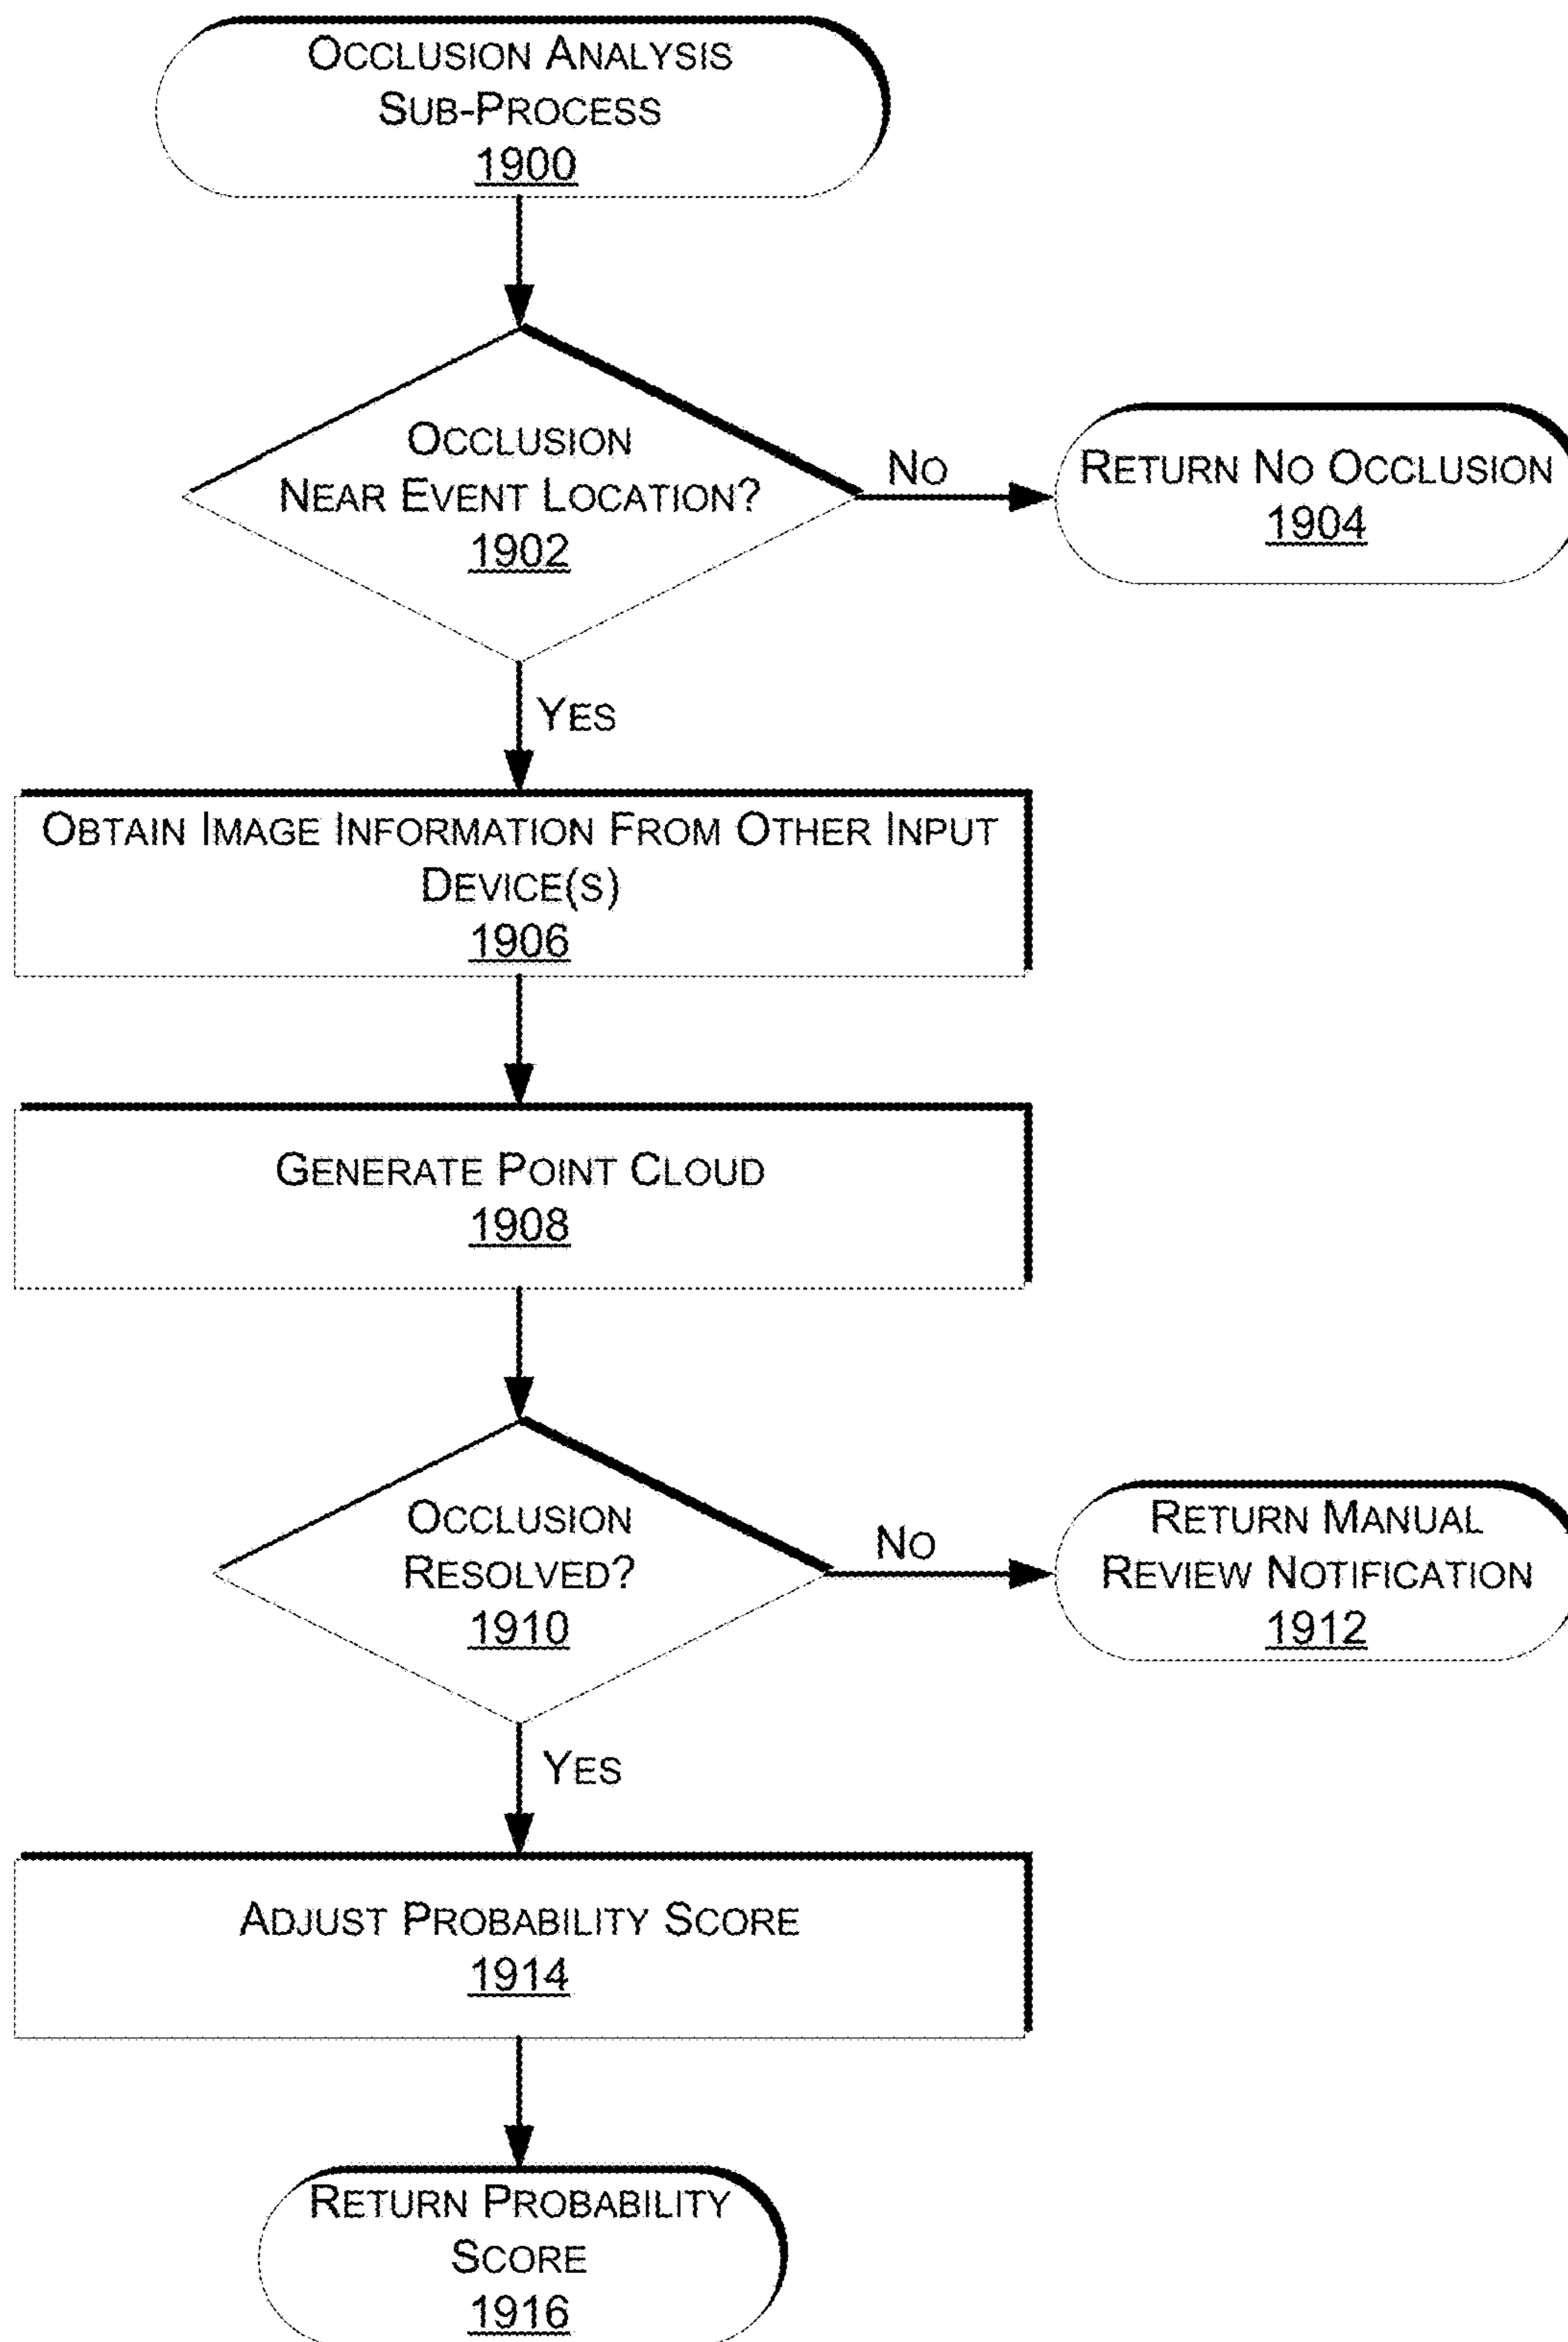 OCCLUSION ANALYSIS
SUB-PROCESS
1900
OCCLUSION
NEAR EVENT LOCATION?
1902
NO
RETURN NO OCCLUSION
1904
YES
OBTAIN IMAGE INFORMATION FROM OTHER INPUT
DEVICE(S)
1906
GENERATE POINT CLOUD
1908
OCCLUSION
RESOLVED?
1910
NO
RETURN MANUAL
REVIEW NOTIFICATION
1912
YES
ADJUST PROBABILITY SCORE
1914
RETURN PROBABILITY
SCORE
1916